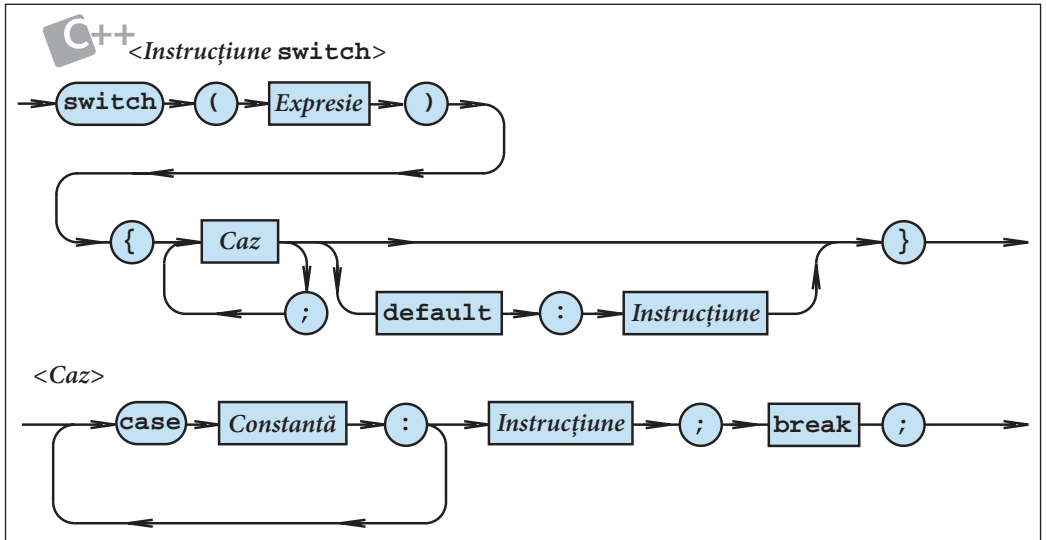 C++
<Instrucțiune switch>
switch ( Expresie )
{ Caz }
; default : Instrucțiune
<Caz>
case Constantă : Instrucțiune ; break ;